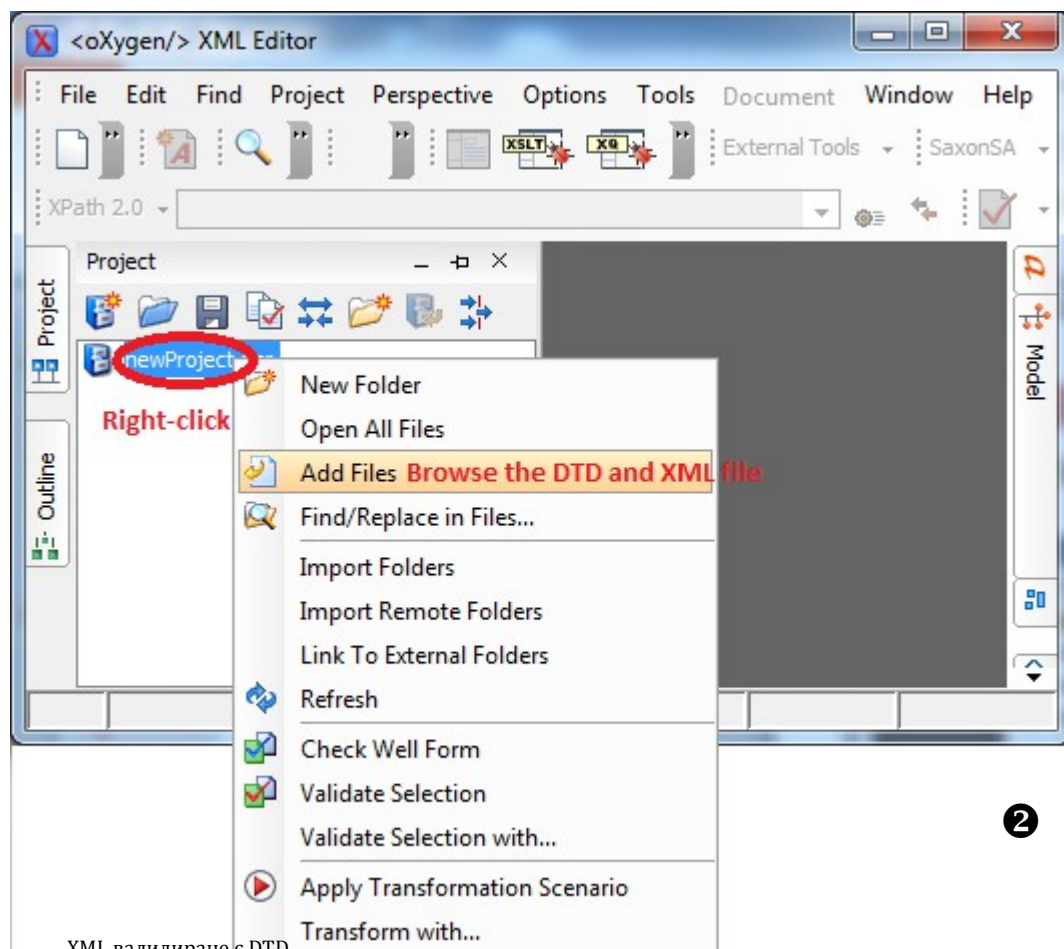 <oXygen/> XML Editor
File Edit Find Project Perspective Options Tools Document Window Help
XSLT XQ External Tools SaxonSA
XPath 2.0
Project
Project
newProject
Right-click
Outline
Model
New Folder
Open All Files
Add Files Browse the DTD and XML file
Find/Replace in Files...
Import Folders
Import Remote Folders
Link To External Folders
Refresh
Check Well Form
Validate Selection
Validate Selection with...
Apply Transformation Scenario
Transform with...
❷
XML валидиране с DTD